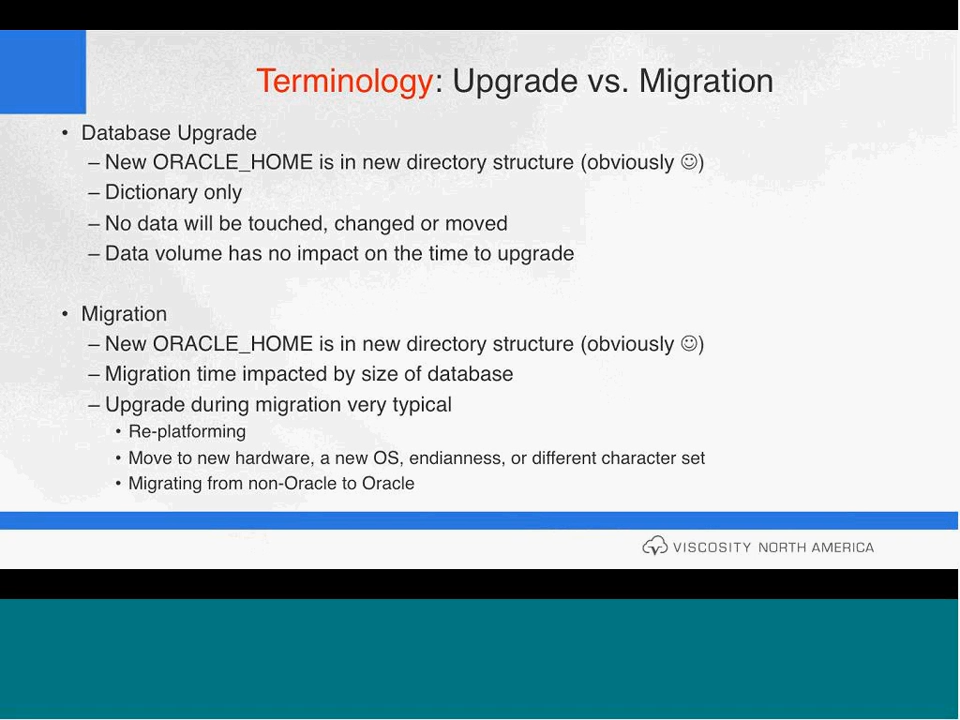 Terminology: Upgrade vs. Migration
• Database Upgrade
– New ORACLE_HOME is in new directory structure (obviously ☺)
– Dictionary only
– No data will be touched, changed or moved
– Data volume has no impact on the time to upgrade
• Migration
– New ORACLE_HOME is in new directory structure (obviously ☺)
– Migration time impacted by size of database
– Upgrade during migration very typical
• Re-platforming
• Move to new hardware, a new OS, endianness, or different character set
• Migrating from non-Oracle to Oracle
VISCOSITY NORTH AMERICA